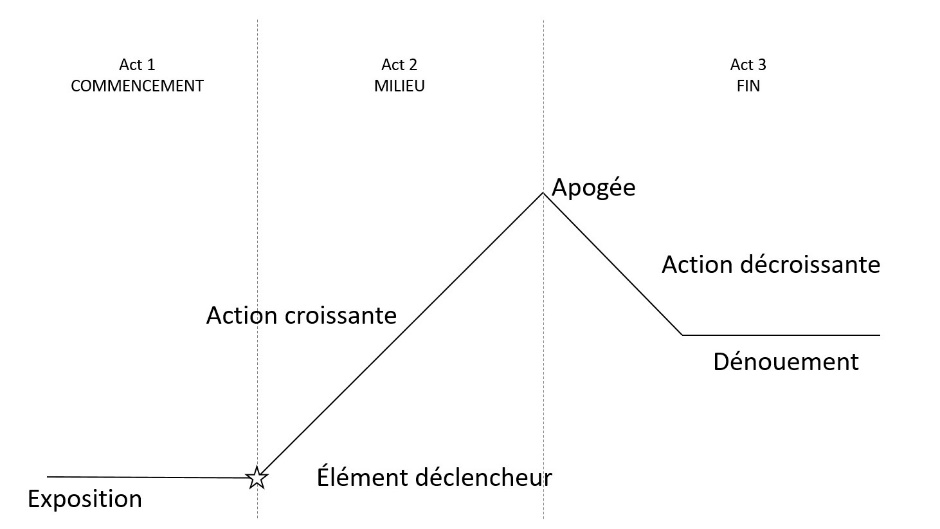 Act 1
COMMENCEMENT
Act 2
MILIEU
Act 3
FIN
Apogée
Action décroissante
Action croissante
Dénouement
Élément déclencheur
Exposition